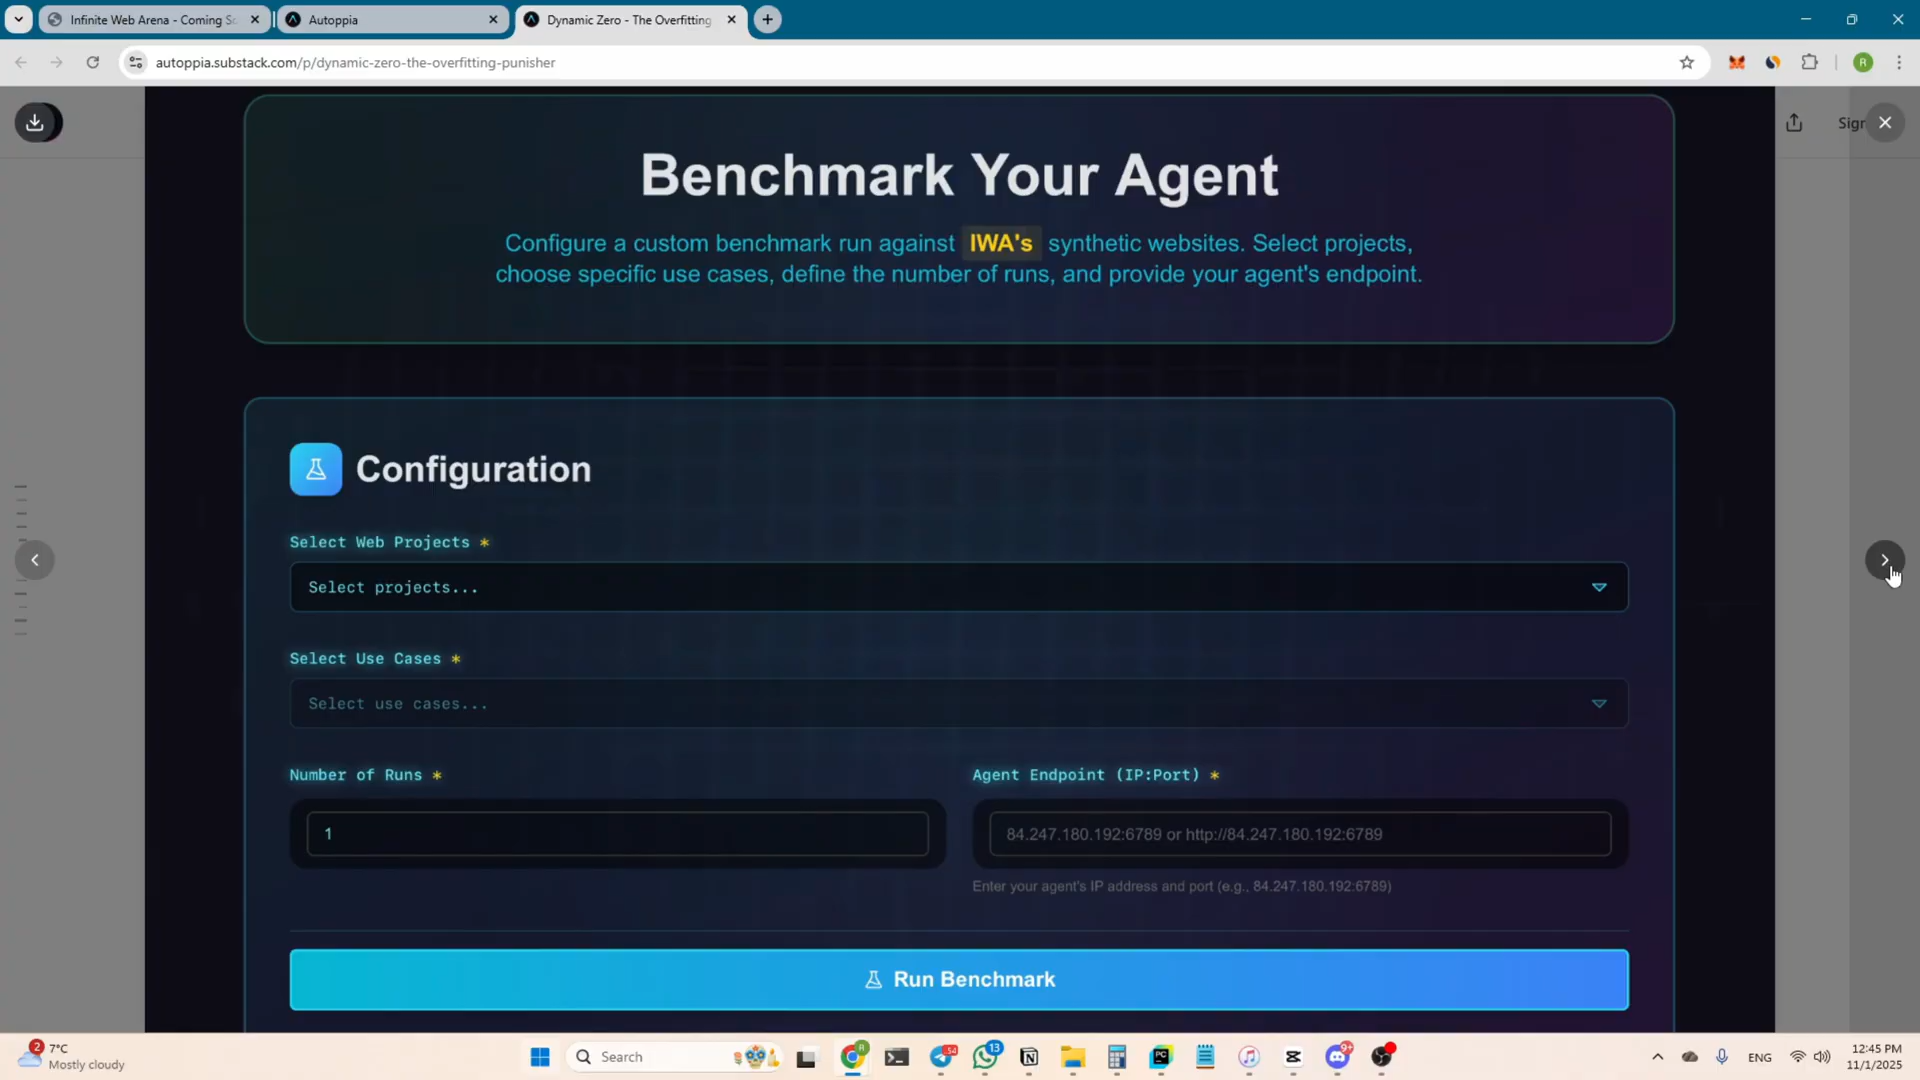 Infinite Web Arena - Coming S
Autoppia
Dynamic Zero - The Overfitting
autoppia.substack.com/p/dynamic-zero-the-overfitting-punisher
R
Sign
Benchmark Your Agent
Configure a custom benchmark run against IWA's synthetic websites. Select projects,
choose specific use cases, define the number of runs, and provide your agent's endpoint.
Configuration
Select Web Projects *
Select projects...
Select Use Cases *
Select use cases...
Number of Runs *
Agent Endpoint (IP:Port) *
1
84.247.180.192:6789 or http://84.247.180.192:6789
Enter your agent's IP address and port (e.g., 84.247.180.192:6789)
Run Benchmark
2
7°C
Mostly cloudy
Search
R
54
13
9+
ENG
12:45 PM
11/1/2025